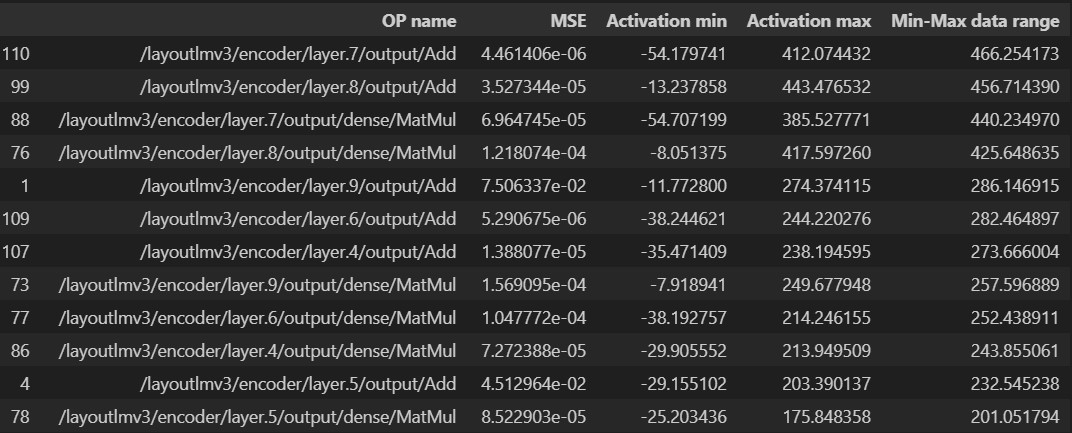 OP name MSE Activation min Activation max Min-Max data range
110 /layoutlmv3/encoder/layer.7/output/Add 4.461406e-06 -54.179741 412.074432 466.254173
99 /layoutlmv3/encoder/layer.8/output/Add 3.527344e-05 -13.237858 443.476532 456.714390
88 /layoutlmv3/encoder/layer.7/output/dense/MatMul 6.964745e-05 -54.707199 385.527771 440.234970
76 /layoutlmv3/encoder/layer.8/output/dense/MatMul 1.218074e-04 -8.051375 417.597260 425.648635
1 /layoutlmv3/encoder/layer.9/output/Add 7.506337e-02 -11.772800 274.374115 286.146915
109 /layoutlmv3/encoder/layer.6/output/Add 5.290675e-06 -38.244621 244.220276 282.464897
107 /layoutlmv3/encoder/layer.4/output/Add 1.388077e-05 -35.471409 238.194595 273.666004
73 /layoutlmv3/encoder/layer.9/output/dense/MatMul 1.569095e-04 -7.918941 249.677948 257.596889
77 /layoutlmv3/encoder/layer.6/output/dense/MatMul 1.047772e-04 -38.192757 214.246155 252.438911
86 /layoutlmv3/encoder/layer.4/output/dense/MatMul 7.272388e-05 -29.905552 213.949509 243.855061
4 /layoutlmv3/encoder/layer.5/output/Add 4.512964e-02 -29.155102 203.390137 232.545238
78 /layoutlmv3/encoder/layer.5/output/dense/MatMul 8.522903e-05 -25.203436 175.848358 201.051794